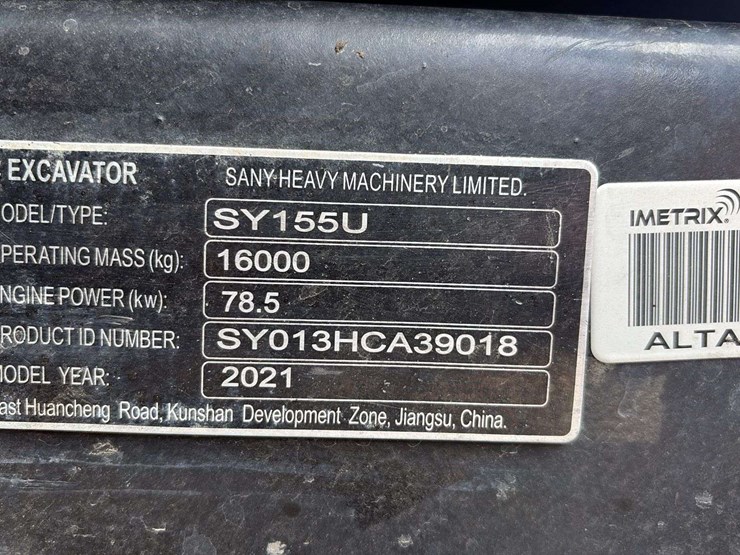 EXCAVATOR
SANY HEAVY MACHINERY LIMITED.
ODEL/TYPE: SY155U
PERATING MASS (kg): 16000
NGINE POWER (kw): 78.5
RODUCT ID NUMBER: SY013HCA39018
MODEL YEAR: 2021
ast Huancheng Road, Kunshan Development Zone, Jiangsu, China.
IMETRIX®
ALTA